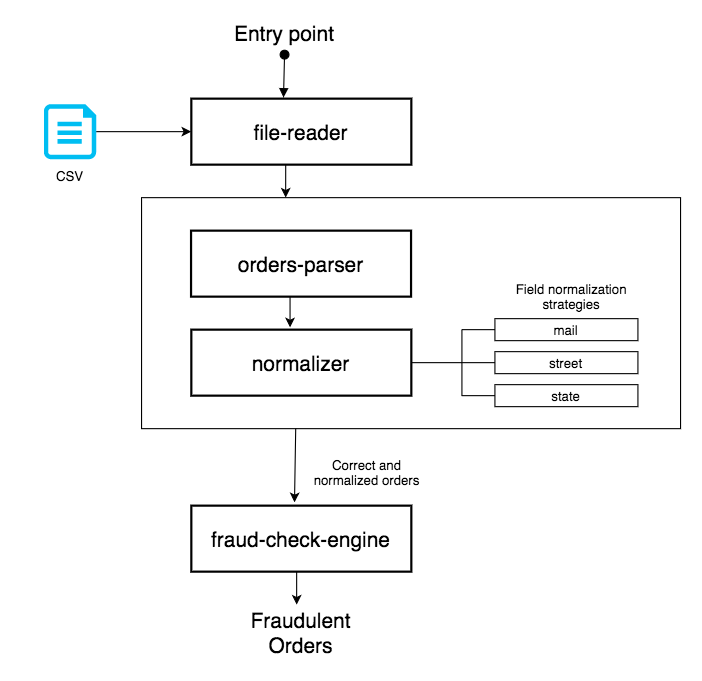 Entry point
file-reader
CSV
orders-parser
Field normalization
strategies
mail
normalizer
street
state
Correct and
normalized orders
fraud-check-engine
Fraudulent
Orders